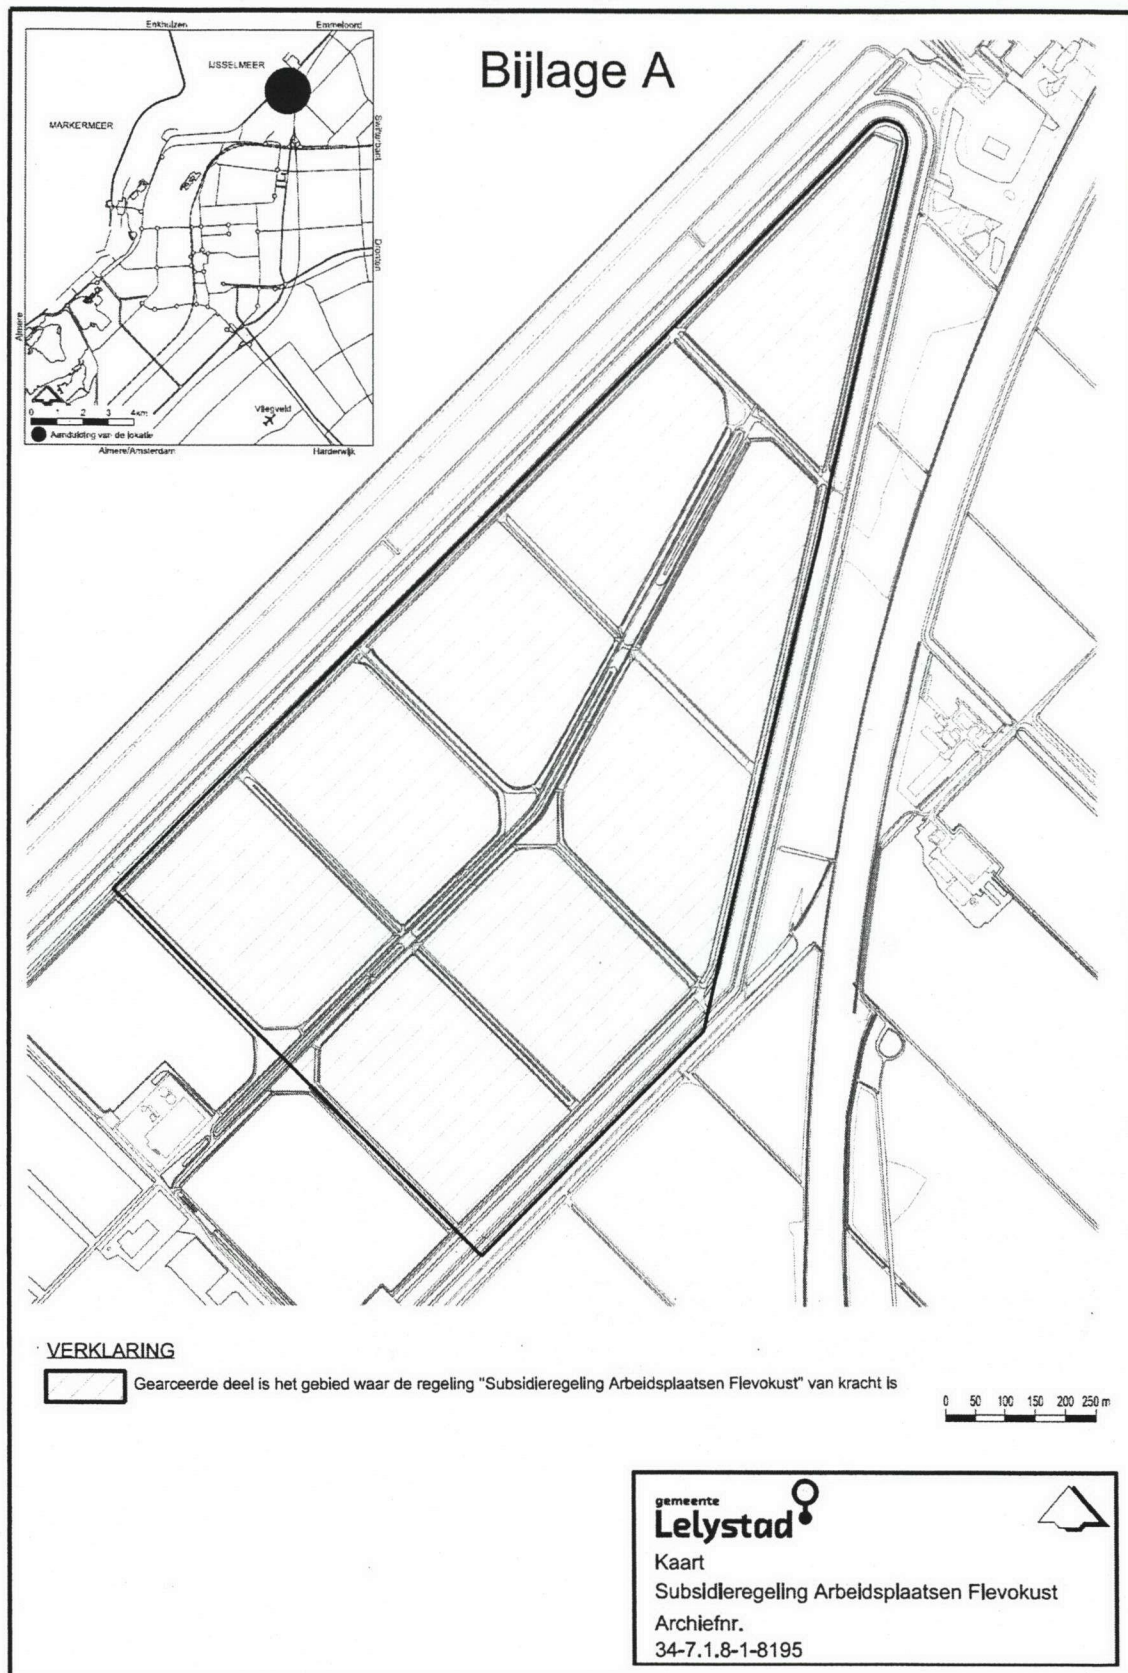 Enkhuizen
Emmeloord
IJSSELMEER
MARKERMEER
Swifterbant
Dronten
Almere
0 1 2 3 4km
Vliegveld
Aanduiding van de lokatie
Almere/Amsterdam
Harderwijk
Bijlage A
VERKLARING
Gearceerde deel is het gebied waar de regeling "Subsidieregeling Arbeidsplaatsen Flevokust" van kracht is
0 50 100 150 200 250 m
gemeente
Lelystad
Kaart
Subsidieregeling Arbeidsplaatsen Flevokust
Archiefnr.
34-7.1.8-1-8195